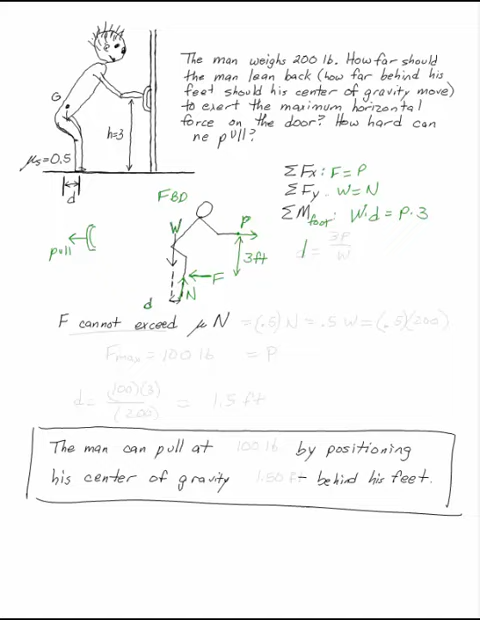 The man weighs 200 lb. How far should
the man lean back (how far behind his
feet should his center of gravity move)
to exert the maximum horizontal
force on the door? How hard can
he pull?
G
h=3
μs=0.5
d
FBD
ΣFx: F=P
ΣFy - W=N
ΣMfoot: W·d = P·3
d = 3P/W
W
P
pull
3ft
F
N
d
F cannot exceed μN = (.5)N = .5 W = (.5)(200)
Fmax = 100 lb = P
d = (100)(3)/(200) = 1.5 ft
The man can pull at 100 lb by positioning
his center of gravity 1.50 ft behind his feet.